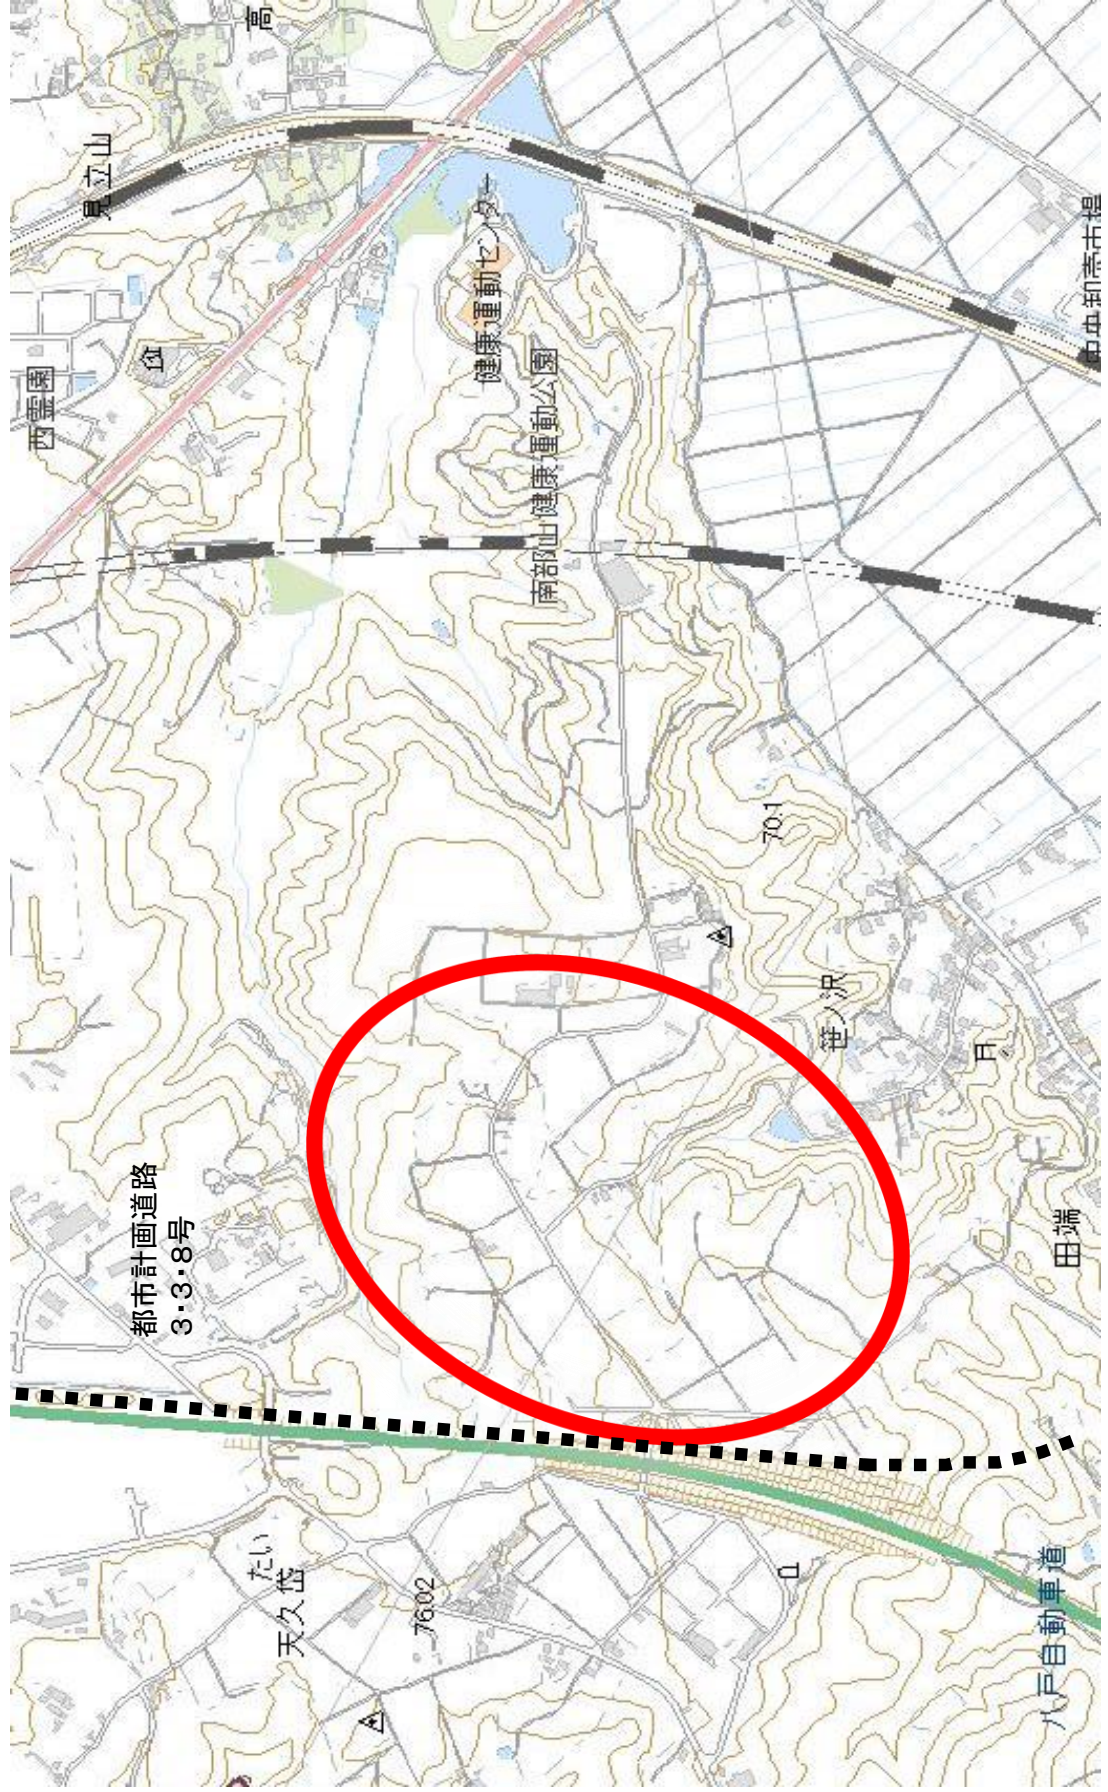 都市計画道路
3・3・8号
西霊園
見立山
高
健康運動センター
南部山健康運動公園
中央卸売市場
70.1
笹ノ沢
田端
たい
天久岱
76.02
八戸自動車道